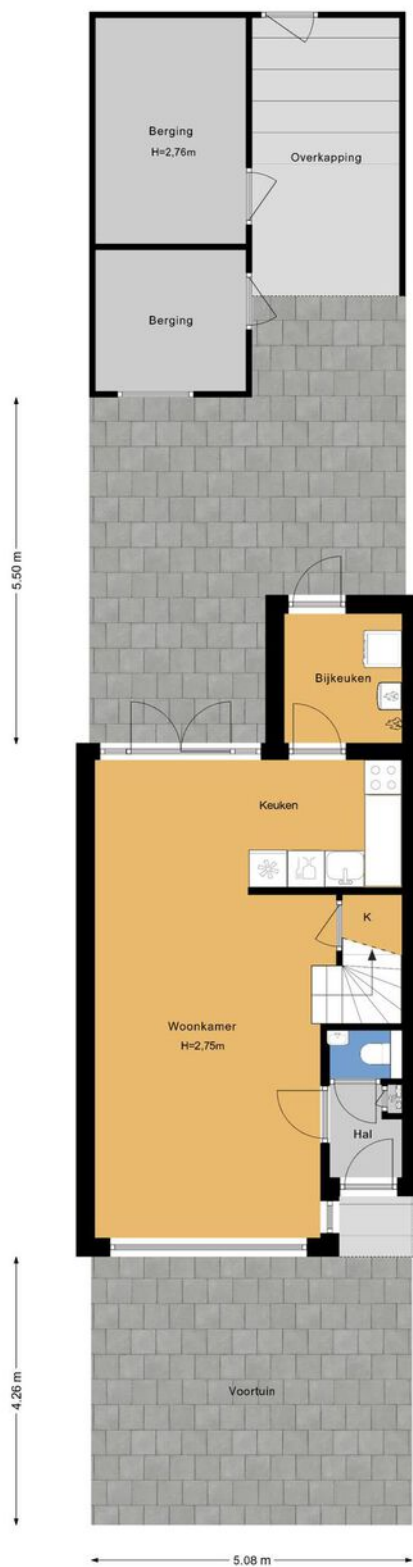 Berging
H=2,76m
Overkapping
Berging
5.50 m
Bijkeuken
Keuken
K
Woonkamer
H=2,75m
Hal
4.26 m
Voortuin
5.08 m